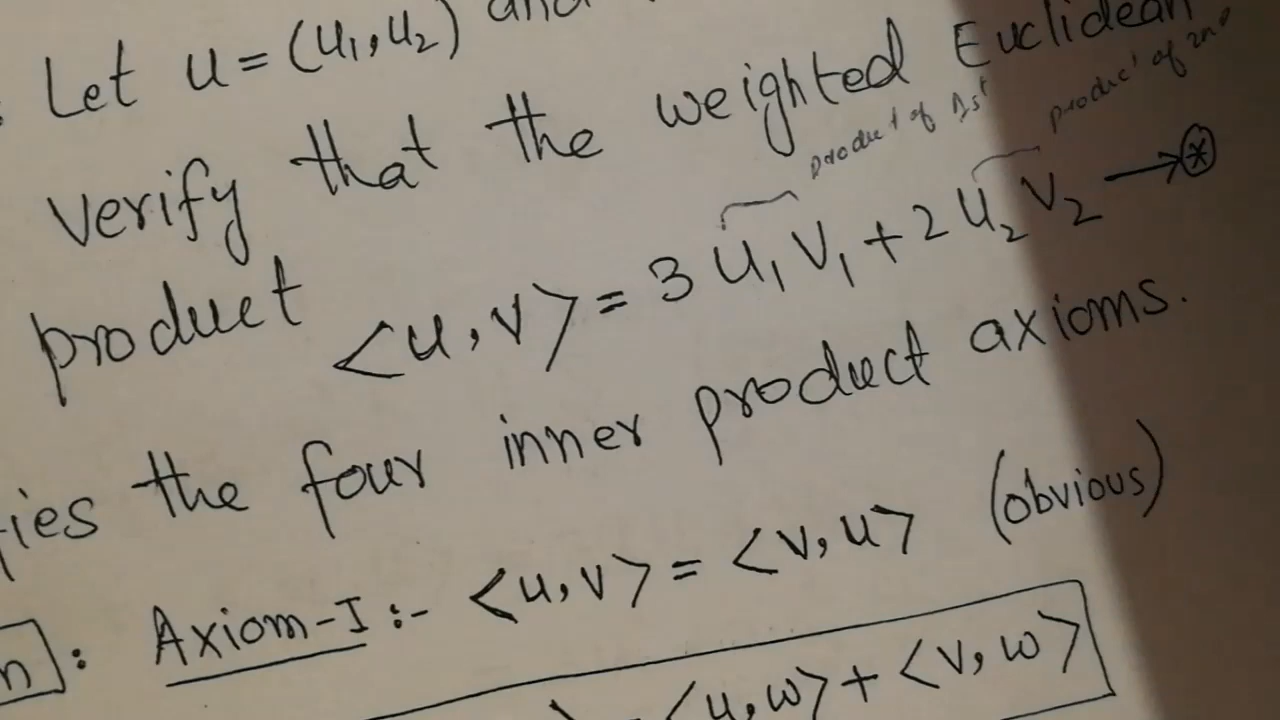 Let u = (u₁, u₂) and
verify that the weighted Euclidean
product of 1st product of 2nd
product <u, v> = 3 u₁ v₁ + 2 u₂ v₂ → ⊛
ies the four inner product axioms.
n : Axiom-I :- <u, v> = <v, u> (obvious)
<u, w> + <v, w>